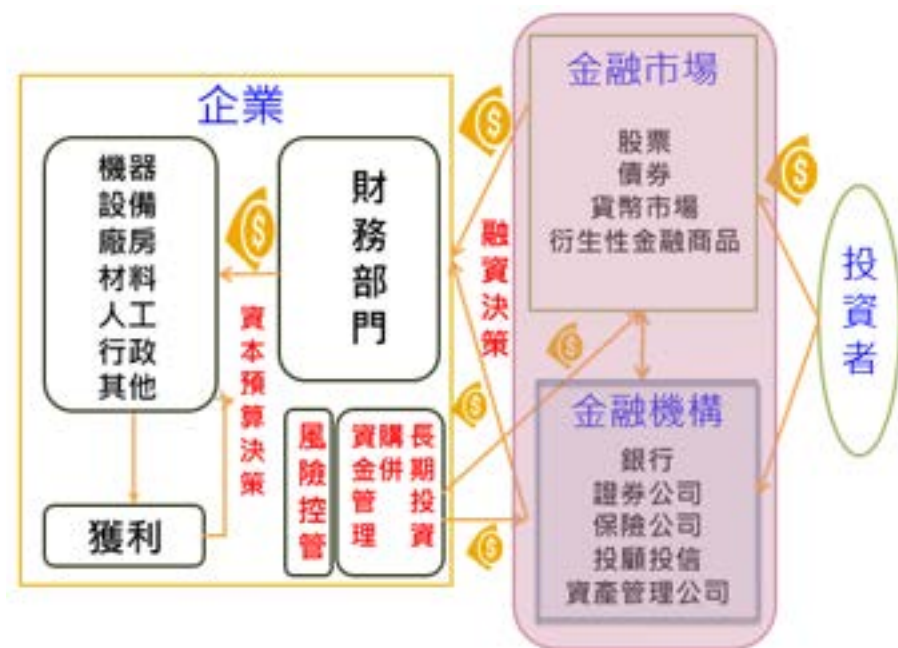 企業
機器
設備
廠房
材料
人工
行政
其他
獲利
資本預算決策
財務部門
風險控管
資金管理
購併
長期投資
融資決策
金融市場
股票
債券
貨幣市場
衍生性金融商品
金融機構
銀行
證券公司
保險公司
投顧投信
資產管理公司
投資者